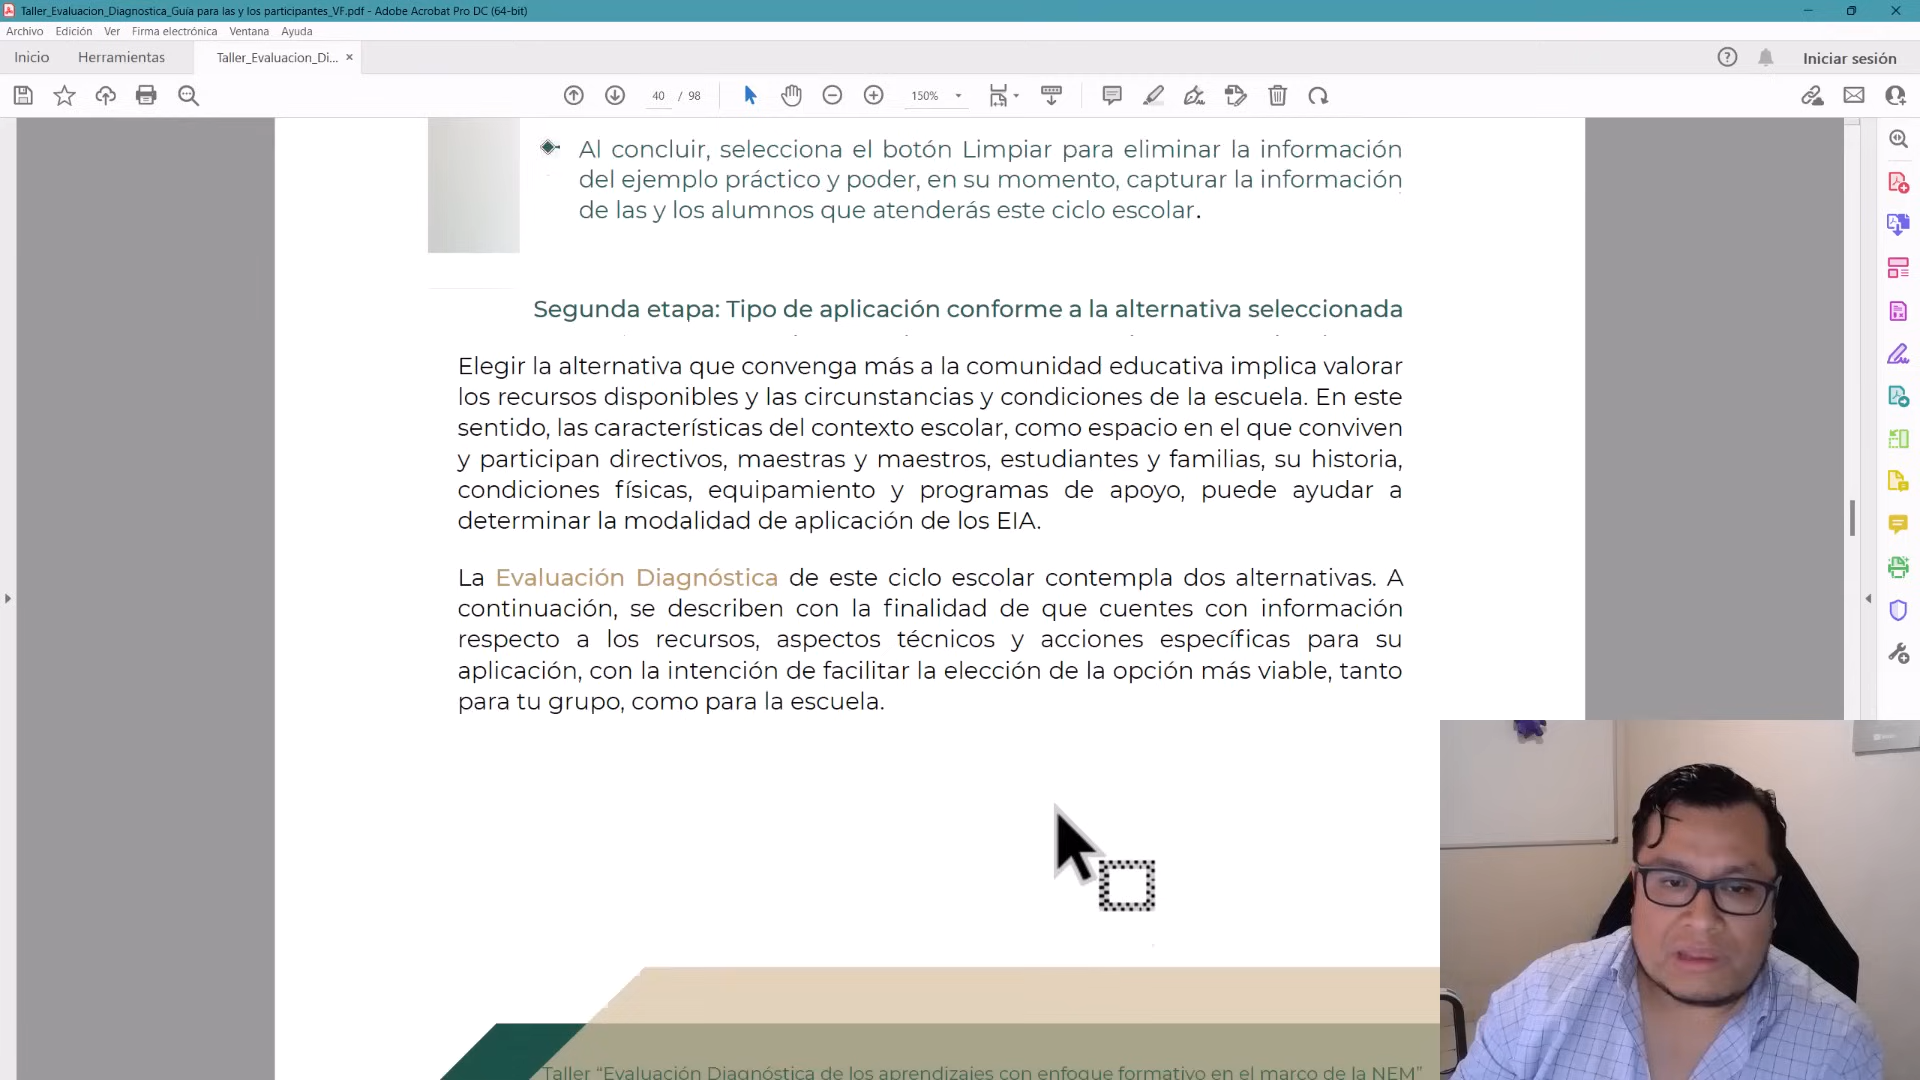 Taller_Evaluacion_Diagnostica_Guía para las y los participantes_VF.pdf - Adobe Acrobat Pro DC (64-bit)
Archivo Edición Ver Firma electrónica Ventana Ayuda
Inicio Herramientas Taller_Evaluacion_Di... × Iniciar sesión
40 / 98 150%
Al concluir, selecciona el botón Limpiar para eliminar la información
del ejemplo práctico y poder, en su momento, capturar la información
de las y los alumnos que atenderás este ciclo escolar.
Segunda etapa: Tipo de aplicación conforme a la alternativa seleccionada
Elegir la alternativa que convenga más a la comunidad educativa implica valorar
los recursos disponibles y las circunstancias y condiciones de la escuela. En este
sentido, las características del contexto escolar, como espacio en el que conviven
y participan directivos, maestras y maestros, estudiantes y familias, su historia,
condiciones físicas, equipamiento y programas de apoyo, puede ayudar a
determinar la modalidad de aplicación de los EIA.
La Evaluación Diagnóstica de este ciclo escolar contempla dos alternativas. A
continuación, se describen con la finalidad de que cuentes con información
respecto a los recursos, aspectos técnicos y acciones específicas para su
aplicación, con la intención de facilitar la elección de la opción más viable, tanto
para tu grupo, como para la escuela.
Taller “Evaluación Diagnóstica de los aprendizajes con enfoque formativo en el marco de la NEM”